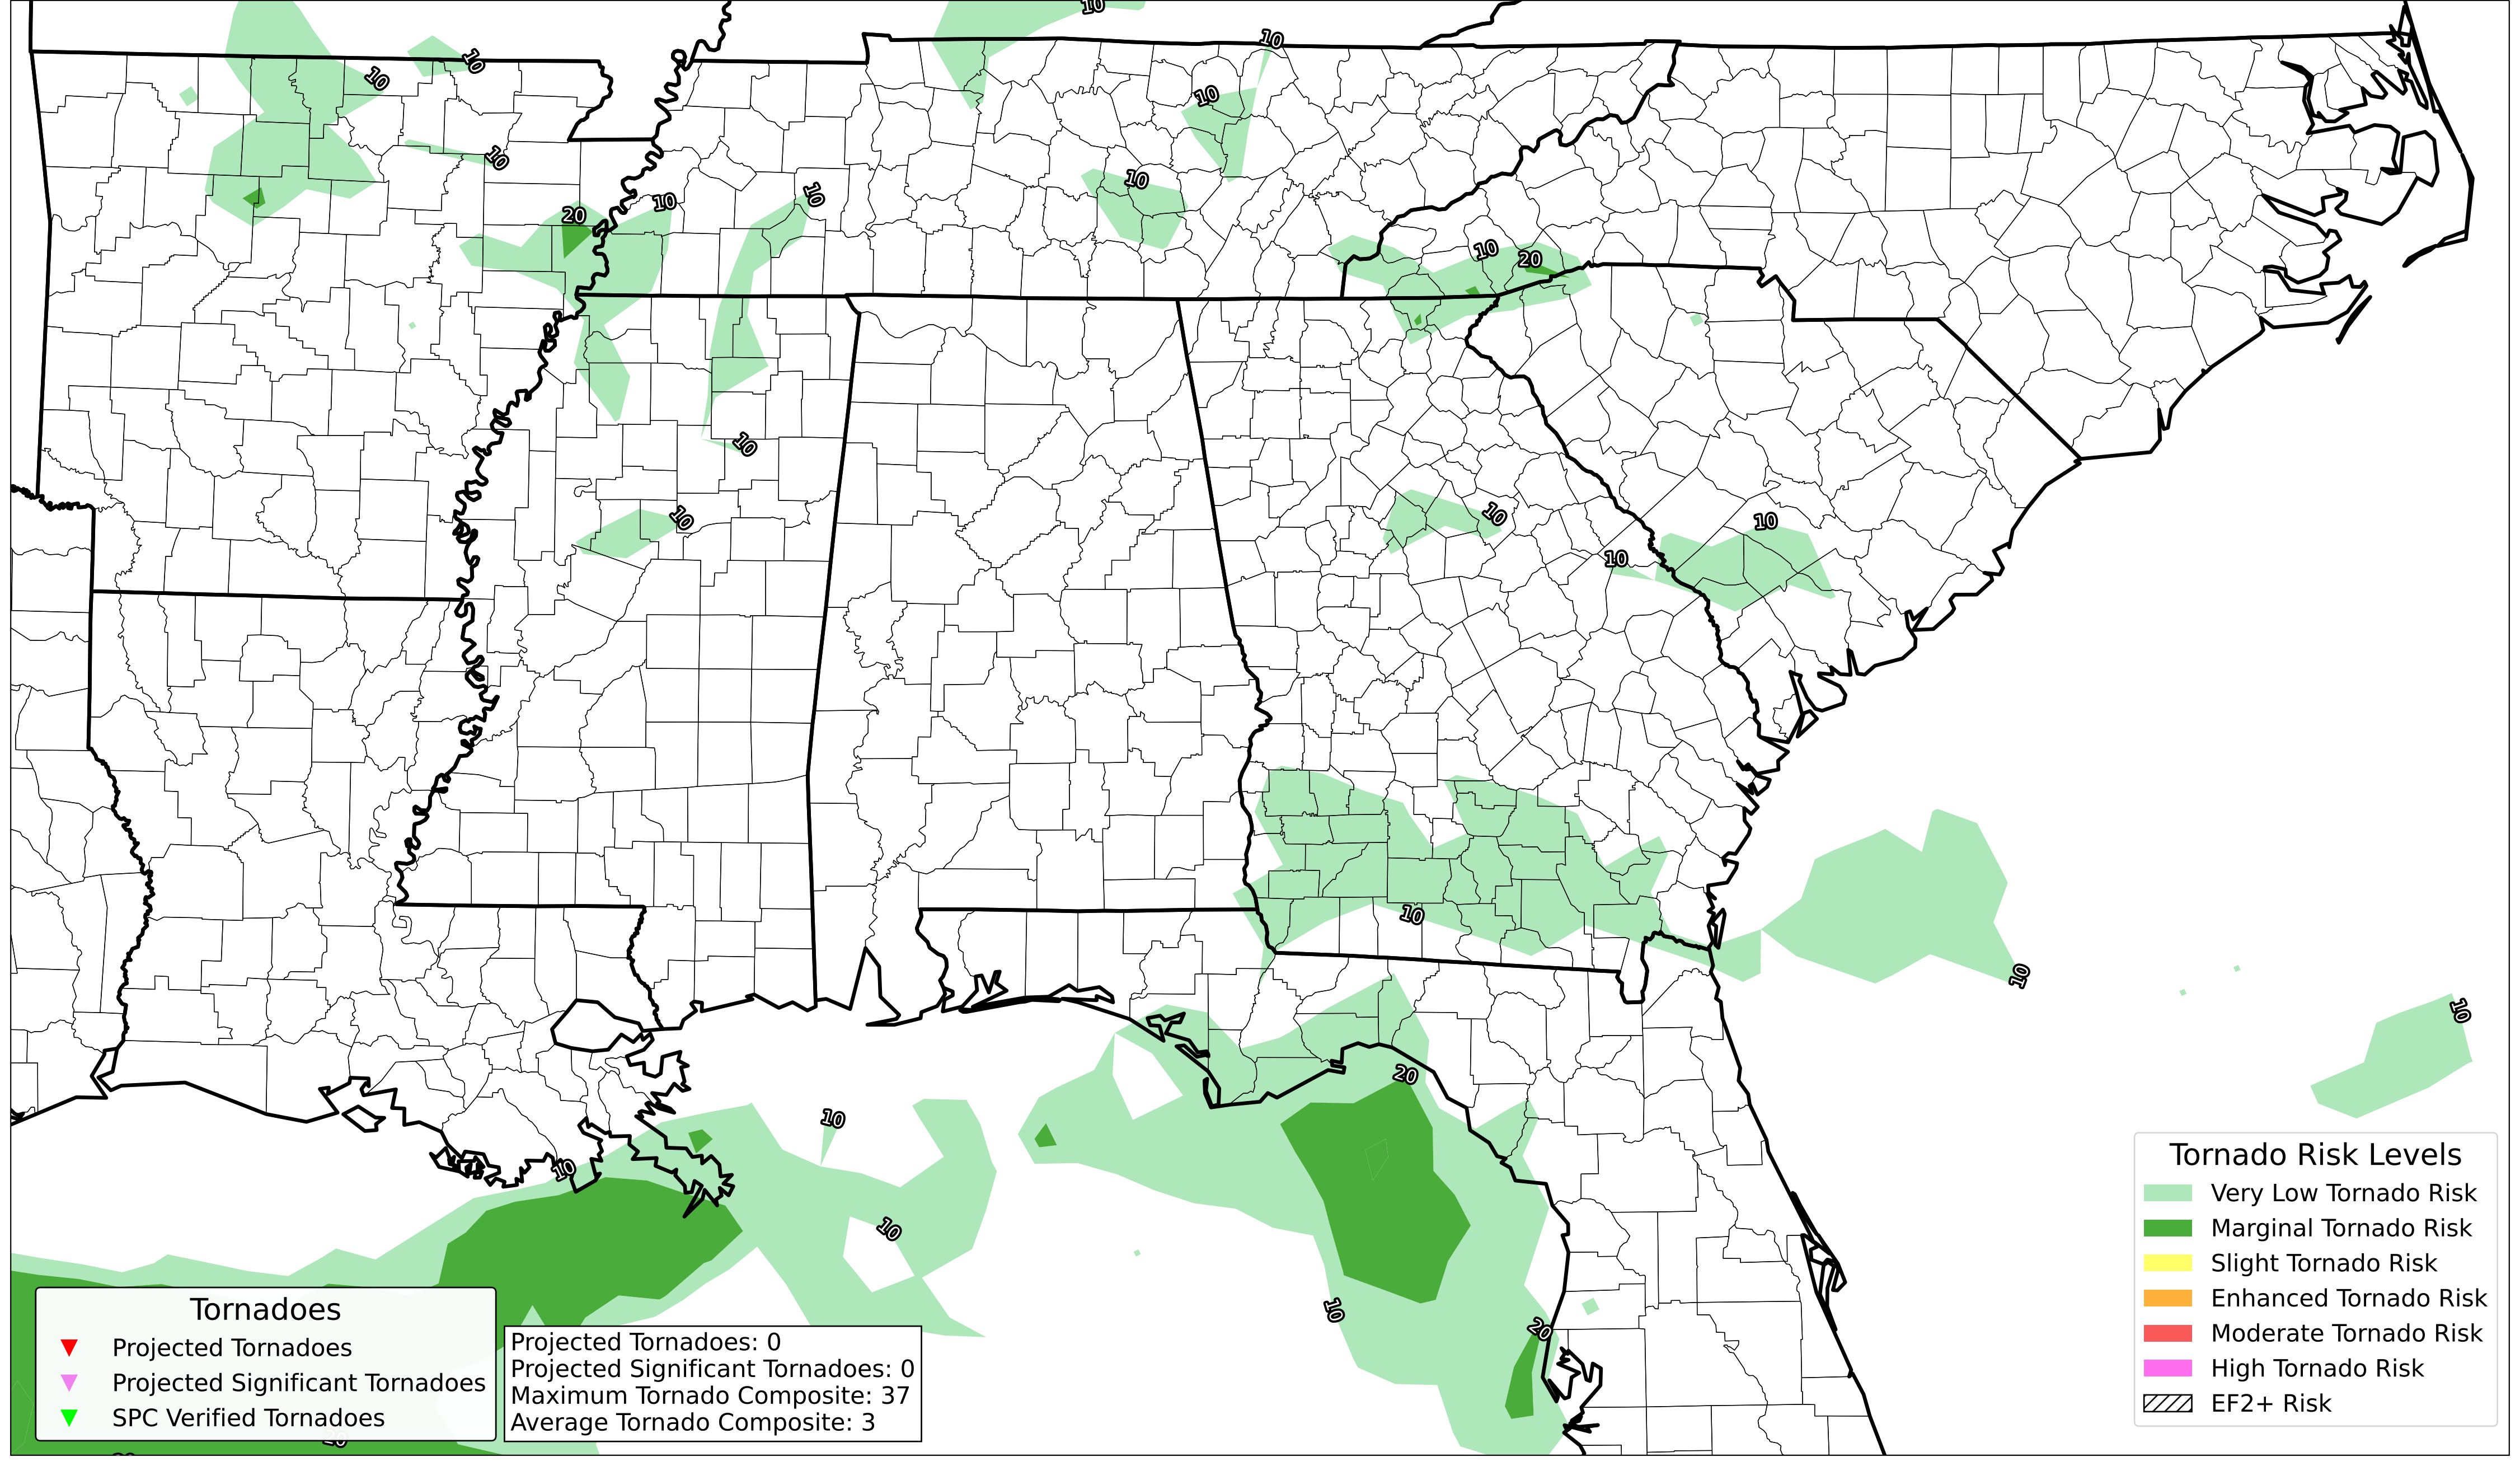 10
10
10
10
10
10
10
20
10
10
10
10
20
10
10
10
10
10
10
10
10
20
10
10
10
10
20
Tornado Risk Levels
Very Low Tornado Risk
Marginal Tornado Risk
Slight Tornado Risk
Enhanced Tornado Risk
Moderate Tornado Risk
High Tornado Risk
EF2+ Risk
Tornadoes
Projected Tornadoes
Projected Significant Tornadoes
SPC Verified Tornadoes
Projected Tornadoes: 0
Projected Significant Tornadoes: 0
Maximum Tornado Composite: 37
Average Tornado Composite: 3